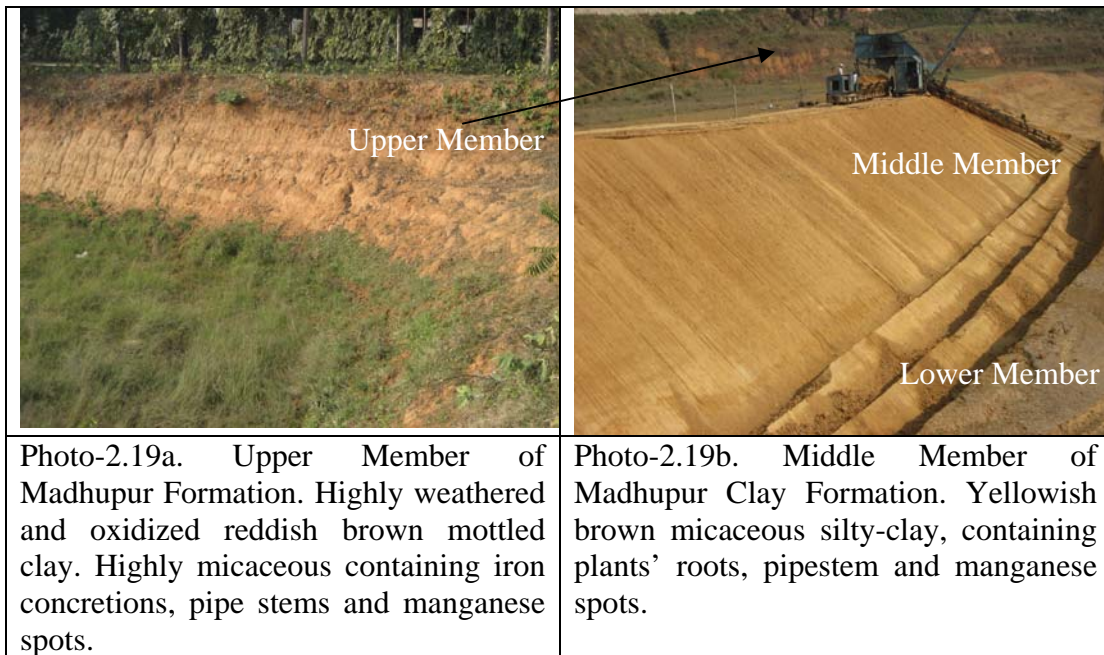 Upper Member
Middle Member
Lower Member
Photo-2.19a. Upper Member of
Madhupur Formation. Highly weathered
and oxidized reddish brown mottled
clay. Highly micaceous containing iron
concretions, pipe stems and manganese
spots.
Photo-2.19b. Middle Member of
Madhupur Clay Formation. Yellowish
brown micaceous silty-clay, containing
plants’ roots, pipestem and manganese
spots.